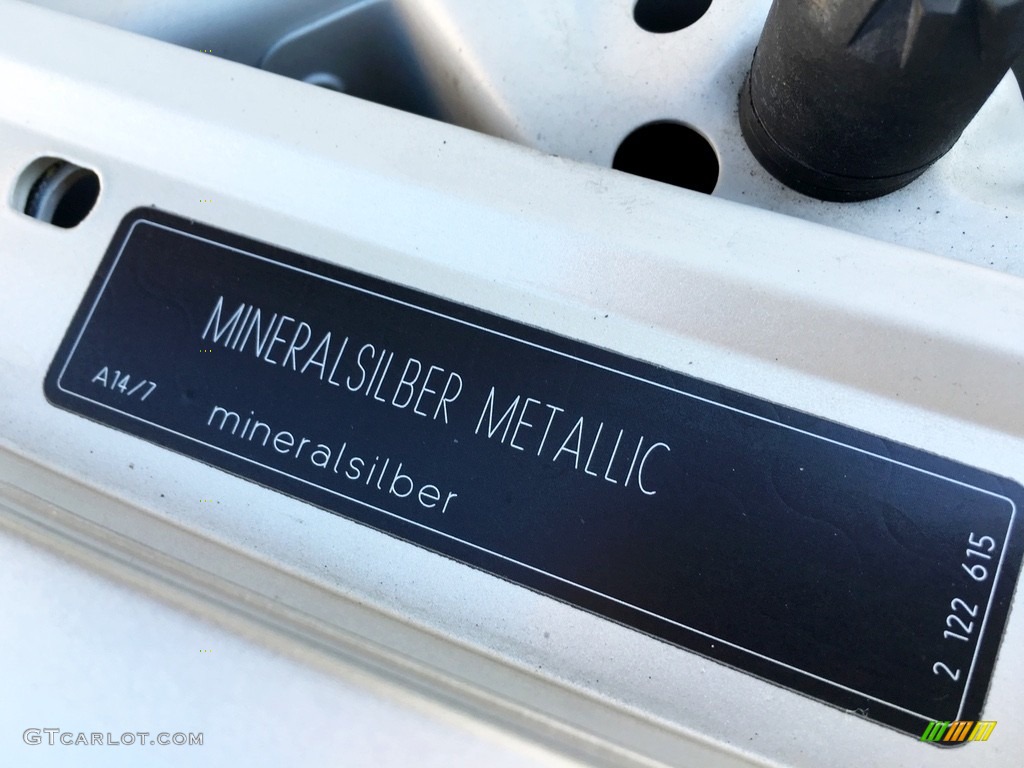 MINERALSILBER METALLIC
A14/7
mineralsilber
2 122 615
GTCARLOT.COM